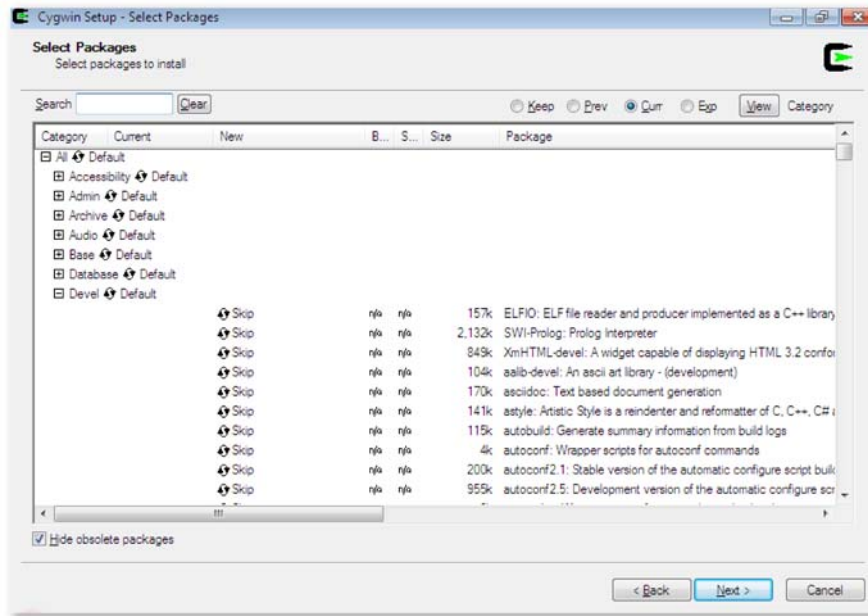 Cygwin Setup - Select Packages
Select Packages
Select packages to install
Search Clear Keep Prev Curr Exp View Category
Category Current New B... S... Size Package
All Default
Accessibility Default
Admin Default
Archive Default
Audio Default
Base Default
Database Default
Devel Default
Skip n/a n/a 157k ELFIO: ELF file reader and producer implemented as a C++ library
Skip n/a n/a 2,132k SWI-Prolog: Prolog Interpreter
Skip n/a n/a 849k XmHTML-devel: A widget capable of displaying HTML 3.2 confor
Skip n/a n/a 104k aalib-devel: An ascii art library - (development)
Skip n/a n/a 170k asciidoc: Text based document generation
Skip n/a n/a 141k astyle: Artistic Style is a reindenter and reformatter of C, C++, C#
Skip n/a n/a 115k autobuild: Generate summary information from build logs
Skip n/a n/a 4k autoconf: Wrapper scripts for autoconf commands
Skip n/a n/a 200k autoconf2.1: Stable version of the automatic configure script buil
Skip n/a n/a 955k autoconf2.5: Development version of the automatic configure scr
Hide obsolete packages
< Back Next > Cancel